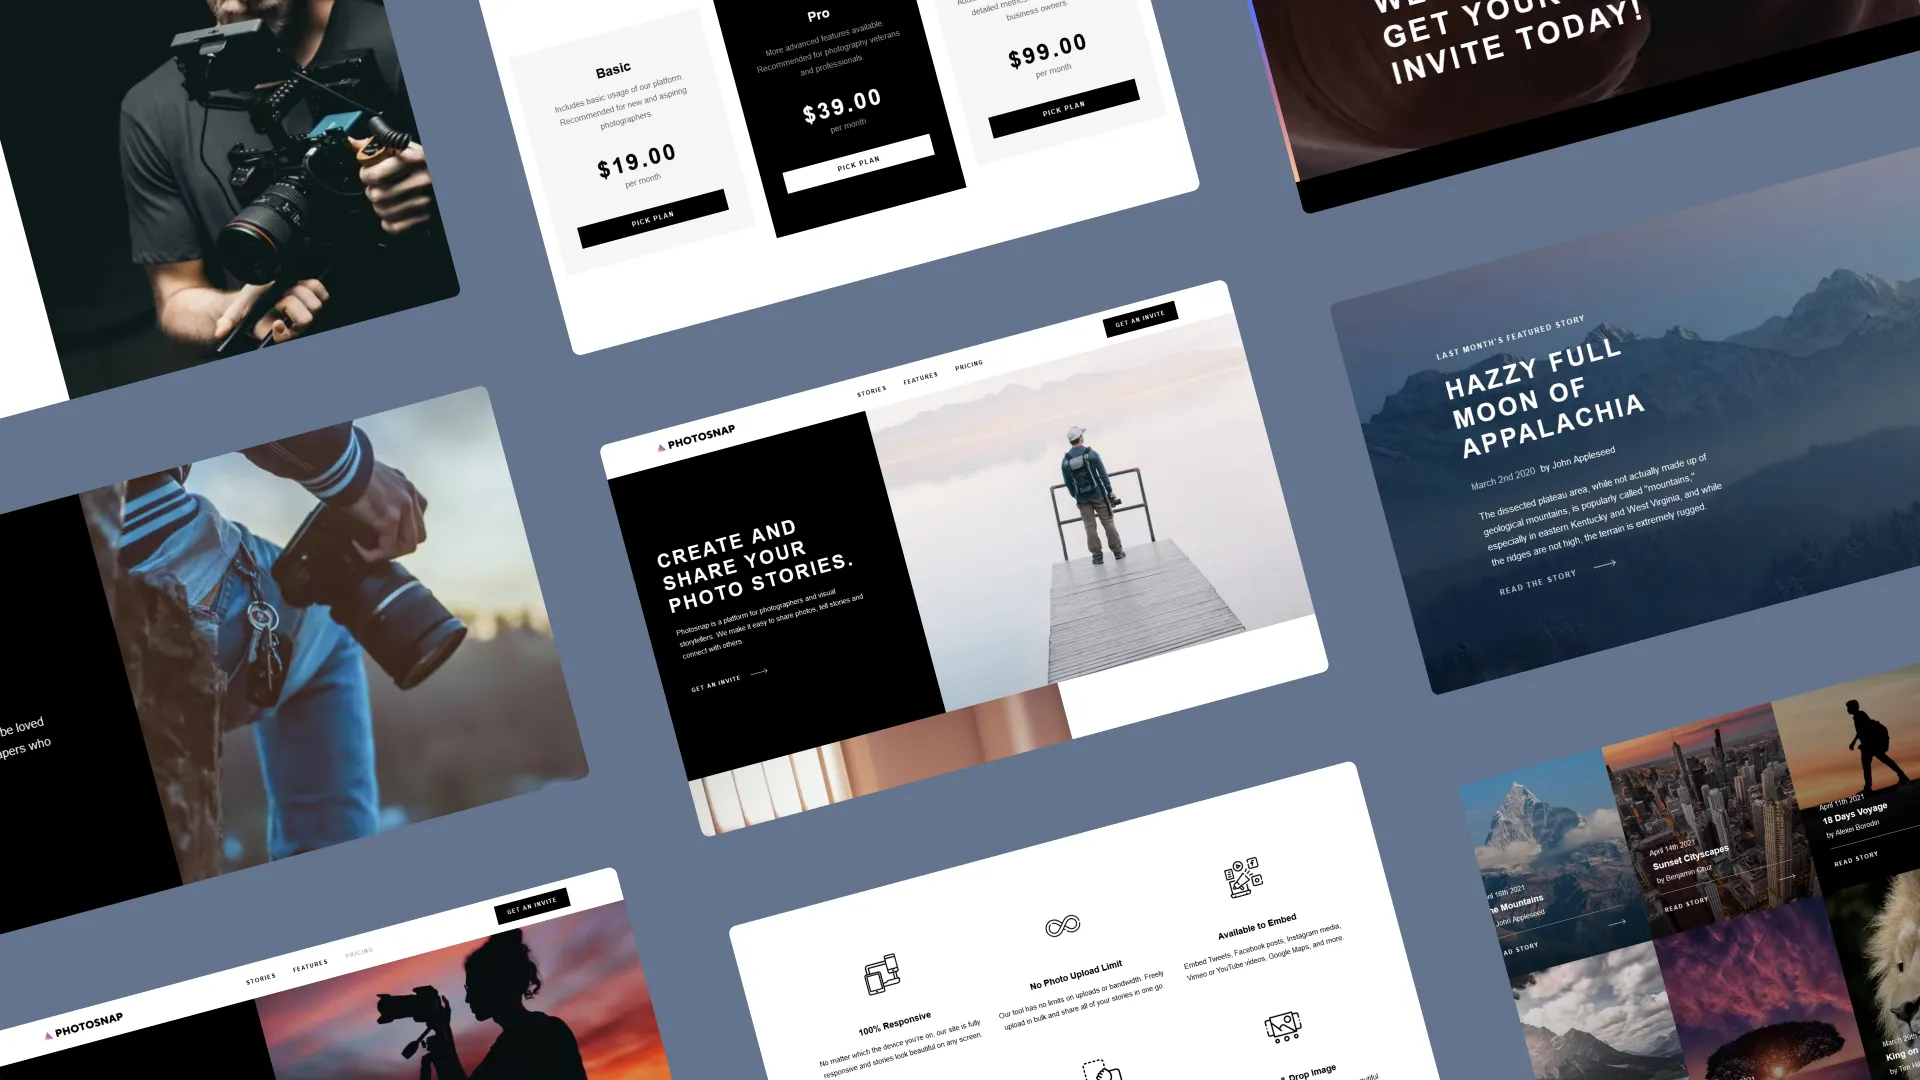 Basic
Includes basic usage of our platform.
Recommended for new and aspiring
photographers.
$19.00
per month
PICK PLAN
Pro
More advanced features available.
Recommended for photography veterans
and professionals.
$39.00
per month
PICK PLAN
detailed metrics
business owners
$99.00
per month
PICK PLAN
GET YOUR
INVITE TODAY!
be loved
who
PHOTOSNAP
STORIES
FEATURES
PRICING
GET AN INVITE
CREATE AND
SHARE YOUR
PHOTO STORIES.
Photosnap is a platform for photographers and visual
storytellers. We make it easy to share photos, tell stories and
connect with others.
GET AN INVITE
LAST MONTH'S FEATURED STORY
HAZZY FULL
MOON OF
APPALACHIA
March 2nd 2020 by John Appleseed
The dissected plateau area, while not actually made up of
geological mountains, is popularly called "mountains,"
especially in eastern Kentucky and West Virginia, and while
the ridges are not high, the terrain is extremely rugged.
READ THE STORY
PHOTOSNAP
STORIES
FEATURES
PRICING
GET AN INVITE
100% Responsive
No matter which the device you're on, our site is fully
responsive and stories look beautiful on any screen.
No Photo Upload Limit
Our tool has no limits on uploads or bandwidth. Freely
upload in bulk and share all of your stories in one go.
Available to Embed
Embed Tweets, Facebook posts, Instagram media,
Vimeo or YouTube videos, Google Maps, and more.
Drop Image
16th 2021
Mountains
John Appleseed
STORY
April 14th 2021
Sunset Cityscapes
by Benjamin Cruz
READ STORY
April 11th 2021
18 Days Voyage
by Alexei Borodin
READ STORY
2021
March 29th
King on
by Tim